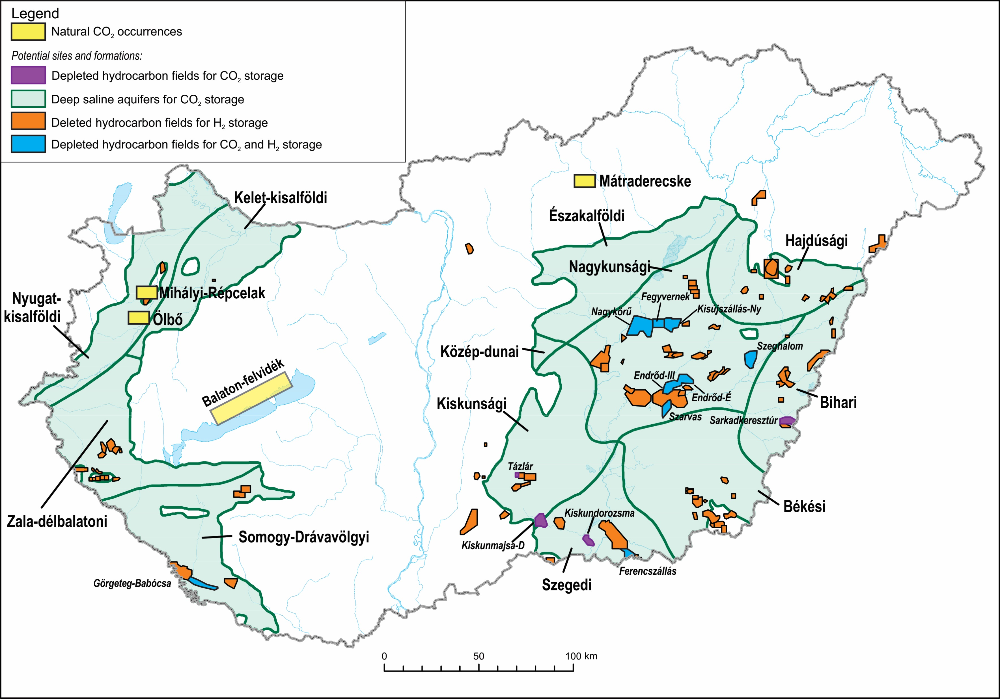 Legend
Natural CO₂ occurrences
Potential sites and formations:
Depleted hydrocarbon fields for CO₂ storage
Deep saline aquifers for CO₂ storage
Deleted hydrocarbon fields for H₂ storage
Depleted hydrocarbon fields for CO₂ and H₂ storage
Mátraderecske
Kelet-kisalföldi
Északalföldi
Hajdúsági
Nagykunsági
Mihályi-Répcelak
Nyugat-
kisalföldi
Ölbő
Fegyvernek
Nagykörű
Kisújszállás-Ny
Szeghalom
Közép-dunai
Balaton-felvidék
Endrőd-III
Endrőd-É
Kiskunsági
Bihari
Szarvas
Sarkadkeresztúr
Tázlár
Békési
Zala-délbalatoni
Kiskundorozsma
Somogy-Drávavölgyi
Kiskunmajsa-D
Ferencszállás
Görgeteg-Babócsa
Szegedi
0 50 100 km